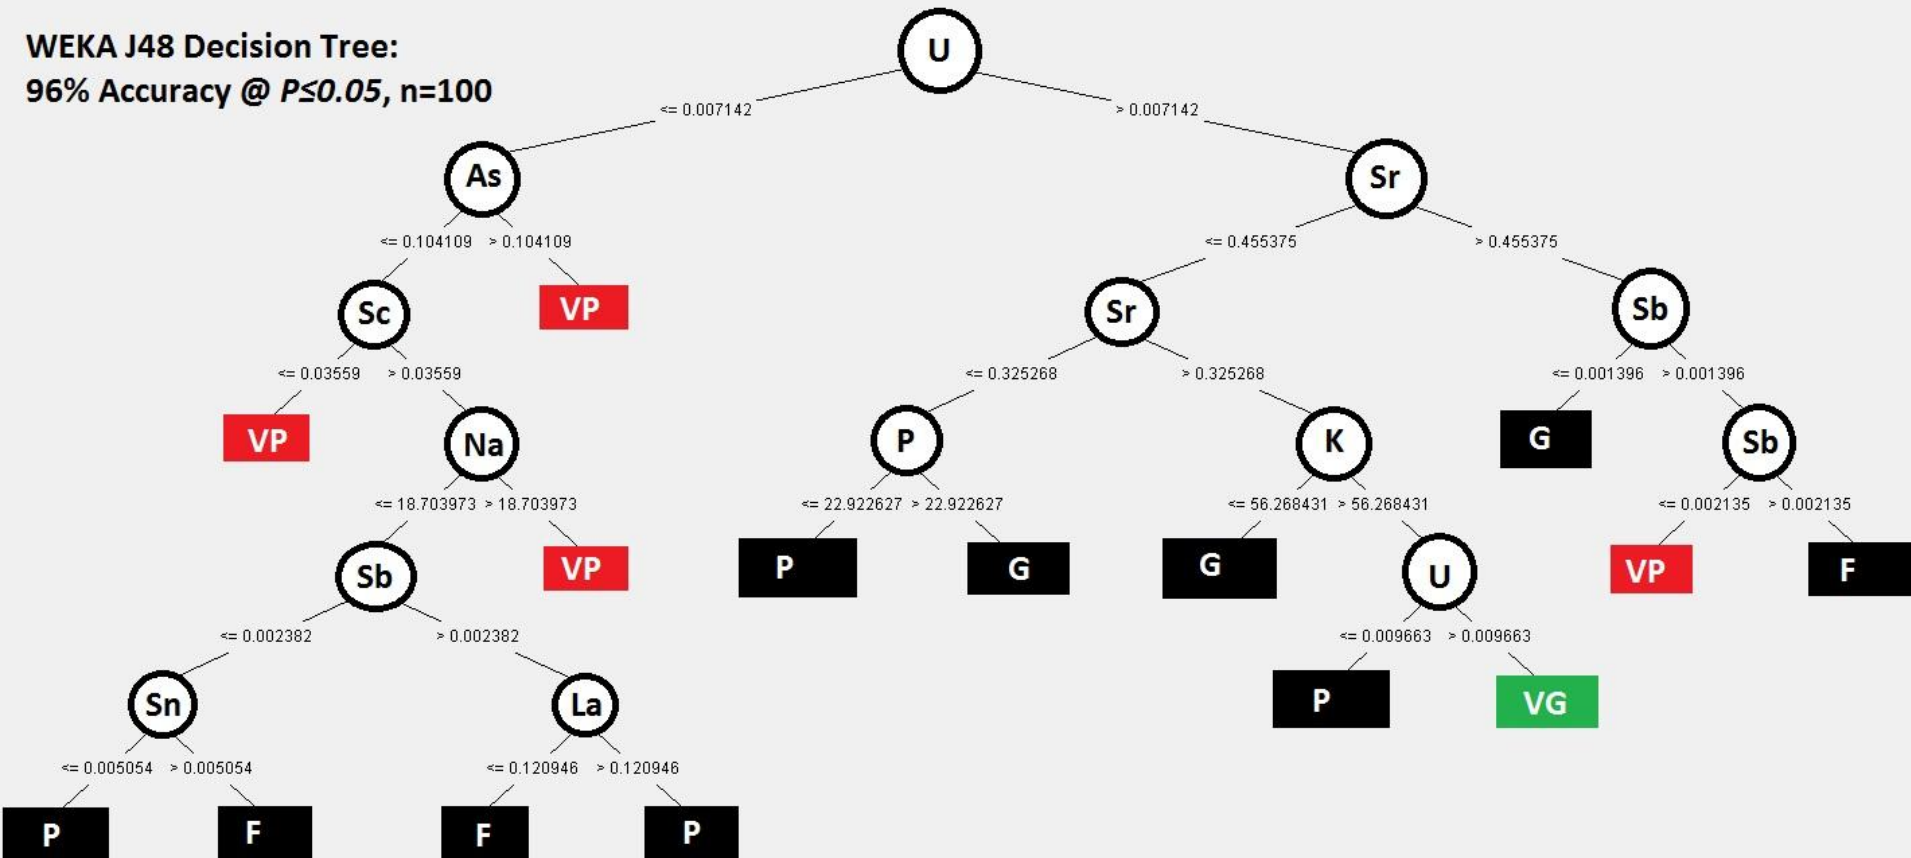 WEKA J48 Decision Tree:
96% Accuracy @ P≤0.05, n=100
U
<= 0.007142 > 0.007142
As Sr
<= 0.104109 > 0.104109 <= 0.455375 > 0.455375
Sc VP Sr Sb
<= 0.03559 > 0.03559 <= 0.325268 > 0.325268 <= 0.001396 > 0.001396
VP Na P K G Sb
<= 18.703973 > 18.703973 <= 22.922627 > 22.922627 <= 56.268431 > 56.268431 <= 0.002135 > 0.002135
Sb VP P G G U VP F
<= 0.002382 > 0.002382 <= 0.009663 > 0.009663
Sn La P VG
<= 0.005054 > 0.005054 <= 0.120946 > 0.120946
P F F P